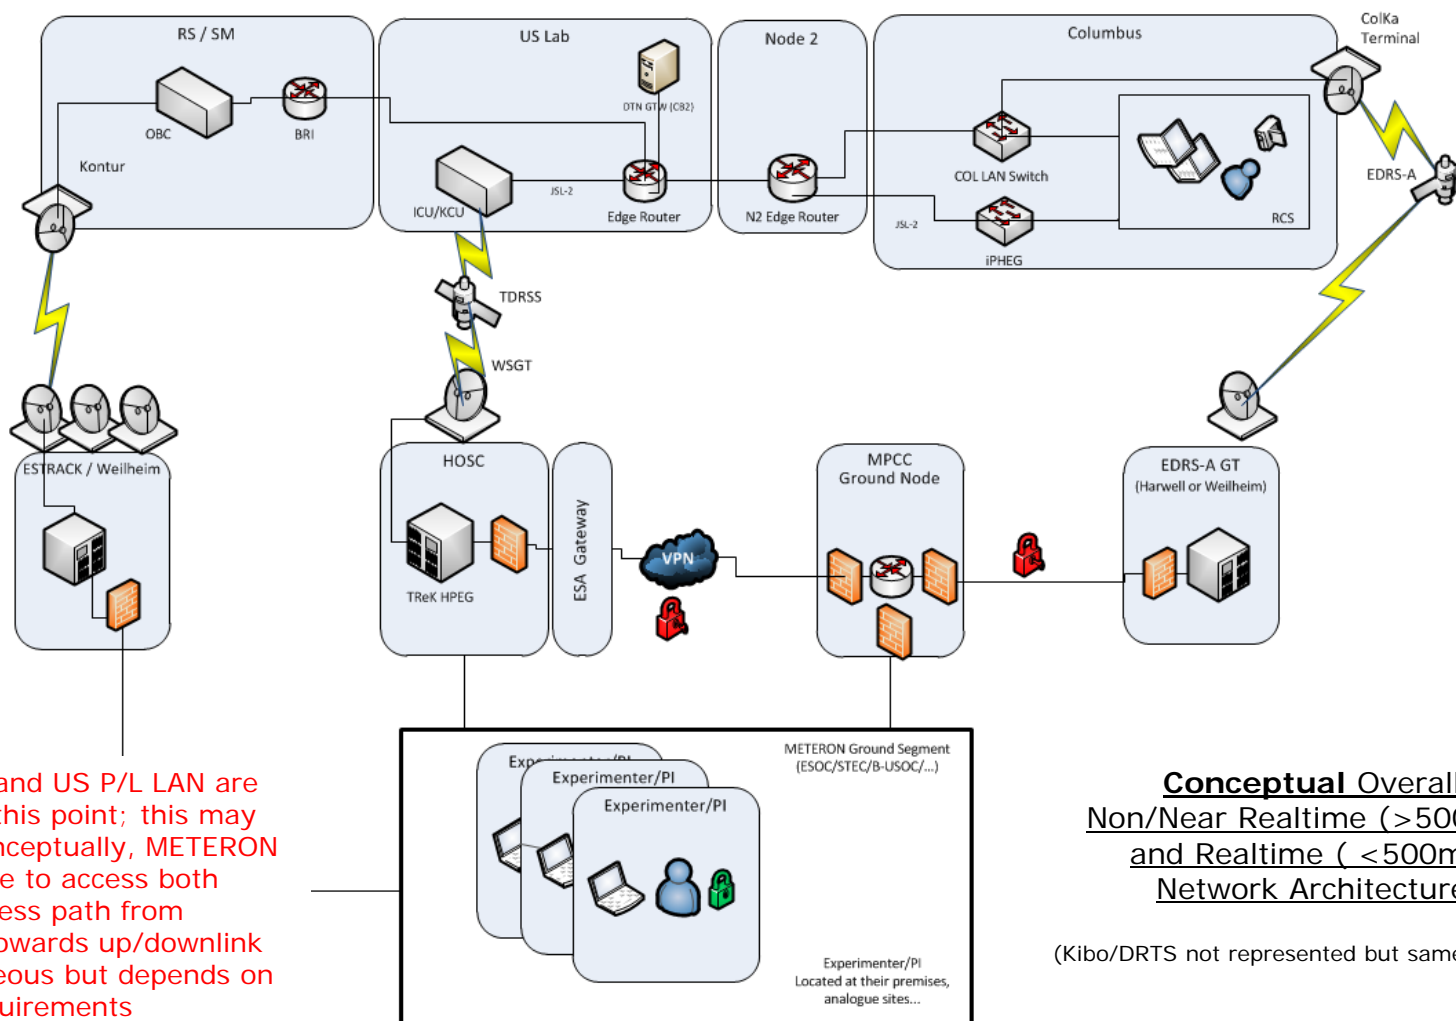 RS / SM
US Lab
Node 2
Columbus
ColKa
Terminal
DTN GTW (CB2)
OBC
BRI
Kontur
ICU/KCU
JSL-2
Edge Router
N2 Edge Router
COL LAN Switch
JSL-2
iPHEG
RCS
EDRS-A
TDRSS
WSGT
ESTRACK / Weilheim
HOSC
TReK HPEG
ESA Gateway
VPN
MPCC
Ground Node
EDRS-A GT
(Harwell or Weilheim)
and US P/L LAN are
this point; this may
nceptually, METERON
e to access both
ess path from
owards up/downlink
eous but depends on
uirements
Experimenter/PI
Experimenter/PI
Experimenter/PI
METERON Ground Segment
(ESOC/STEC/B-USOC/...)
Experimenter/PI
Located at their premises,
analogue sites...
Conceptual Overall
Non/Near Realtime (>500
and Realtime ( <500m
Network Architecture
(Kibo/DRTS not represented but same